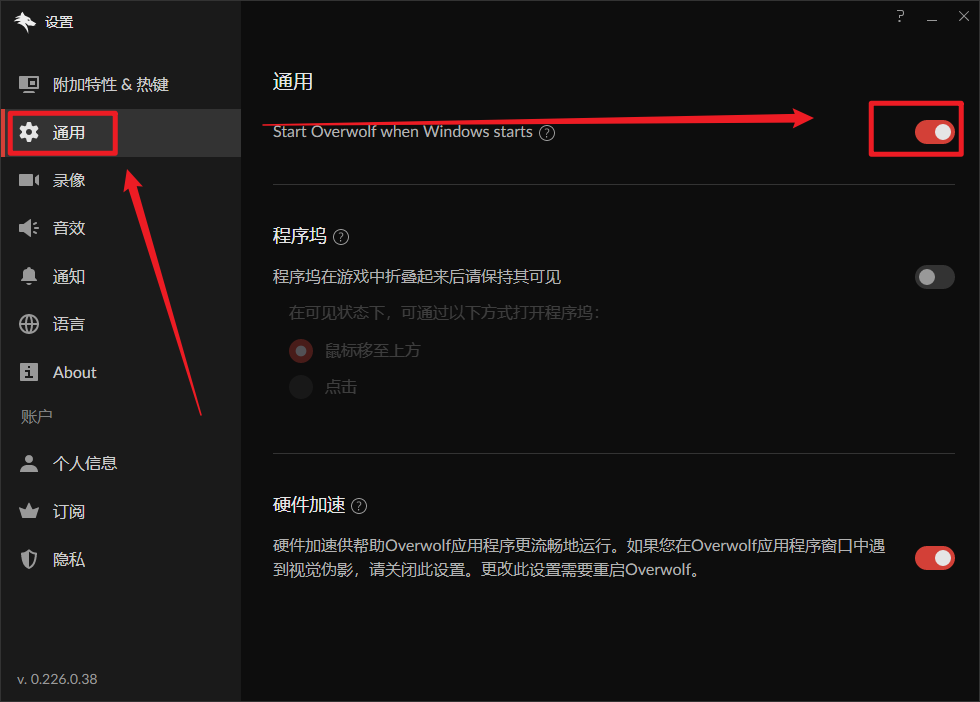 设置
?
附加特性 & 热键
通用
录像
音效
通知
语言
About
账户
个人信息
订阅
隐私
v. 0.226.0.38
通用
Start Overwolf when Windows starts ?
程序坞 ?
程序坞在游戏中折叠起来后请保持其可见
在可见状态下，可通过以下方式打开程序坞：
鼠标移至上方
点击
硬件加速 ?
硬件加速供帮助Overwolf应用程序更流畅地运行。如果您在Overwolf应用程序窗口中遇
到视觉伪影，请关闭此设置。更改此设置需要重启Overwolf。